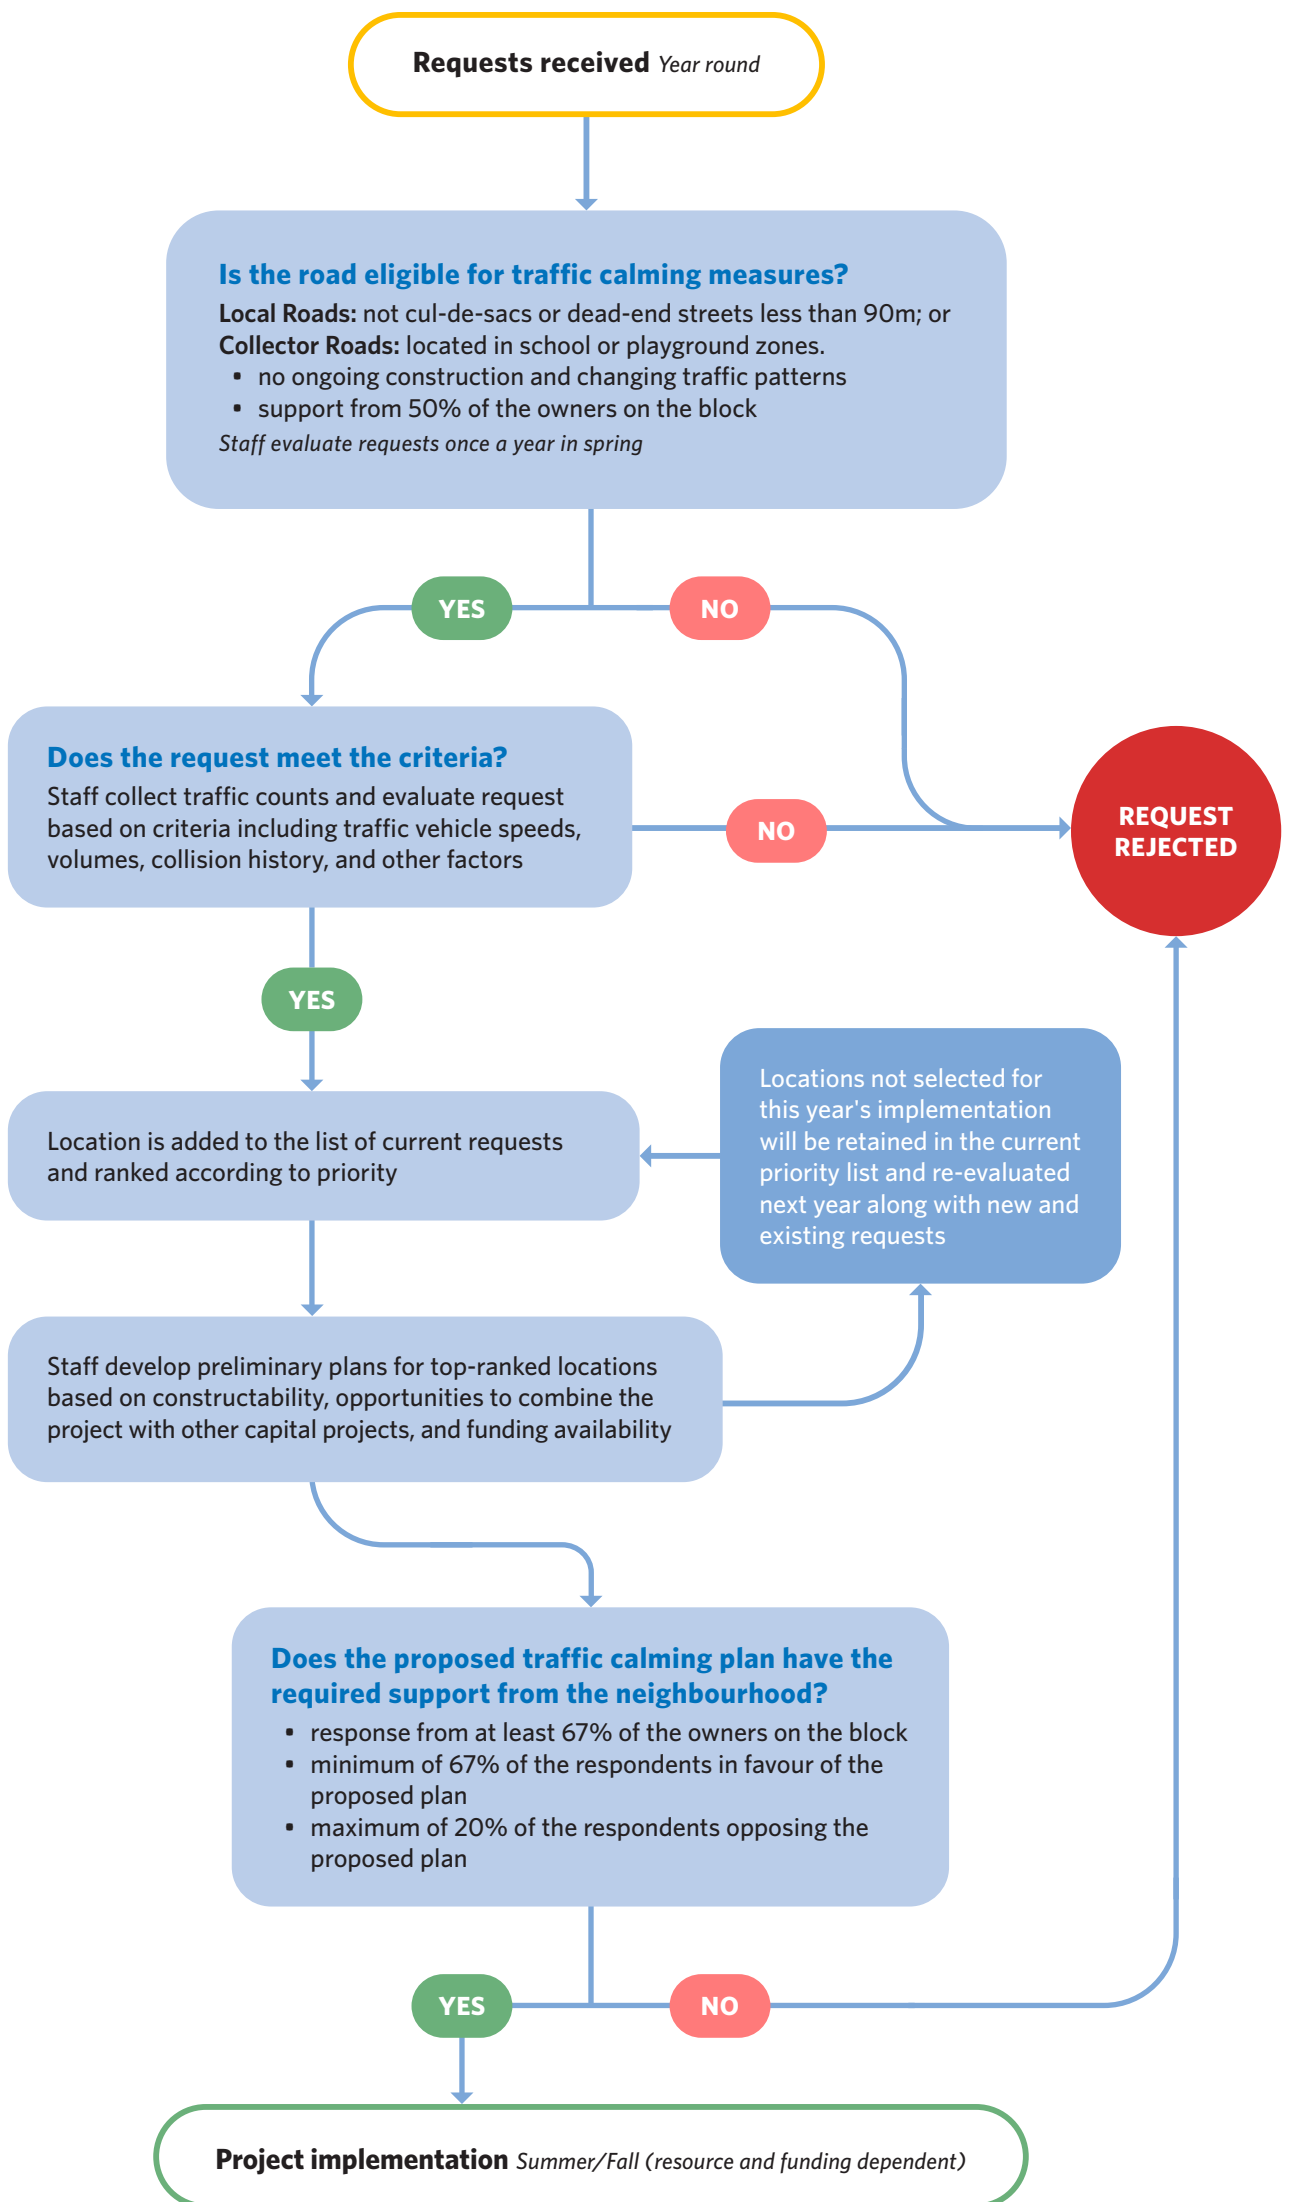 Requests received Year round
Is the road eligible for traffic calming measures?
Local Roads: not cul-de-sacs or dead-end streets less than 90m; or
Collector Roads: located in school or playground zones.
• no ongoing construction and changing traffic patterns
• support from 50% of the owners on the block
Staff evaluate requests once a year in spring
YES
NO
Does the request meet the criteria?
Staff collect traffic counts and evaluate request
based on criteria including traffic vehicle speeds,
volumes, collision history, and other factors
NO
REQUEST
REJECTED
YES
Location is added to the list of current requests
and ranked according to priority
Locations not selected for
this year's implementation
will be retained in the current
priority list and re-evaluated
next year along with new and
existing requests
Staff develop preliminary plans for top-ranked locations
based on constructability, opportunities to combine the
project with other capital projects, and funding availability
Does the proposed traffic calming plan have the
required support from the neighbourhood?
• response from at least 67% of the owners on the block
• minimum of 67% of the respondents in favour of the
proposed plan
• maximum of 20% of the respondents opposing the
proposed plan
YES
NO
Project implementation Summer/Fall (resource and funding dependent)